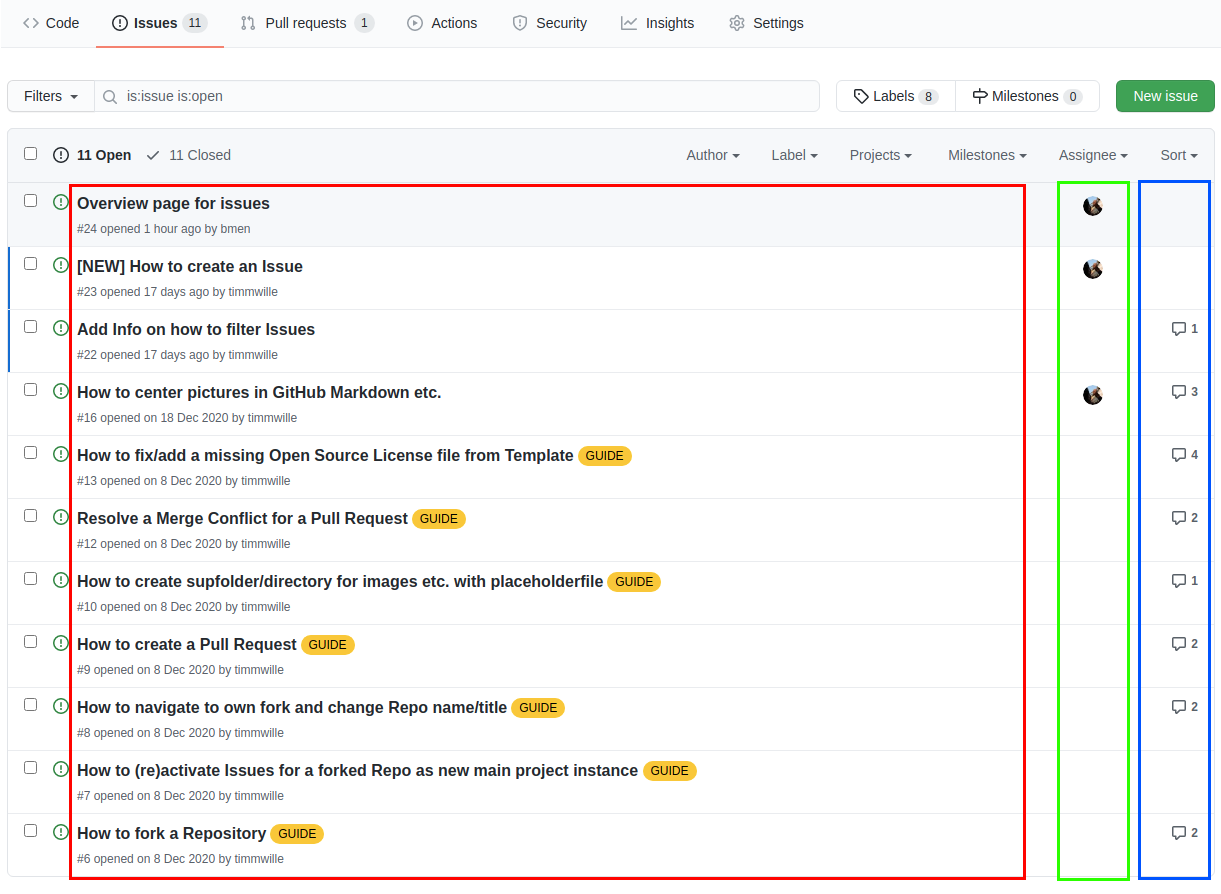 Code Issues 11 Pull requests 1 Actions Security Insights Settings
Filters is:issue is:open Labels 8 Milestones 0 New issue
11 Open 11 Closed Author Label Projects Milestones Assignee Sort
Overview page for issues
#24 opened 1 hour ago by bmen
[NEW] How to create an Issue
#23 opened 17 days ago by timmwille
Add Info on how to filter Issues 1
#22 opened 17 days ago by timmwille
How to center pictures in GitHub Markdown etc. 3
#16 opened on 18 Dec 2020 by timmwille
How to fix/add a missing Open Source License file from Template GUIDE 4
#13 opened on 8 Dec 2020 by timmwille
Resolve a Merge Conflict for a Pull Request GUIDE 2
#12 opened on 8 Dec 2020 by timmwille
How to create supfolder/directory for images etc. with placeholderfile GUIDE 1
#10 opened on 8 Dec 2020 by timmwille
How to create a Pull Request GUIDE 2
#9 opened on 8 Dec 2020 by timmwille
How to navigate to own fork and change Repo name/title GUIDE 2
#8 opened on 8 Dec 2020 by timmwille
How to (re)activate Issues for a forked Repo as new main project instance GUIDE
#7 opened on 8 Dec 2020 by timmwille
How to fork a Repository GUIDE 2
#6 opened on 8 Dec 2020 by timmwille